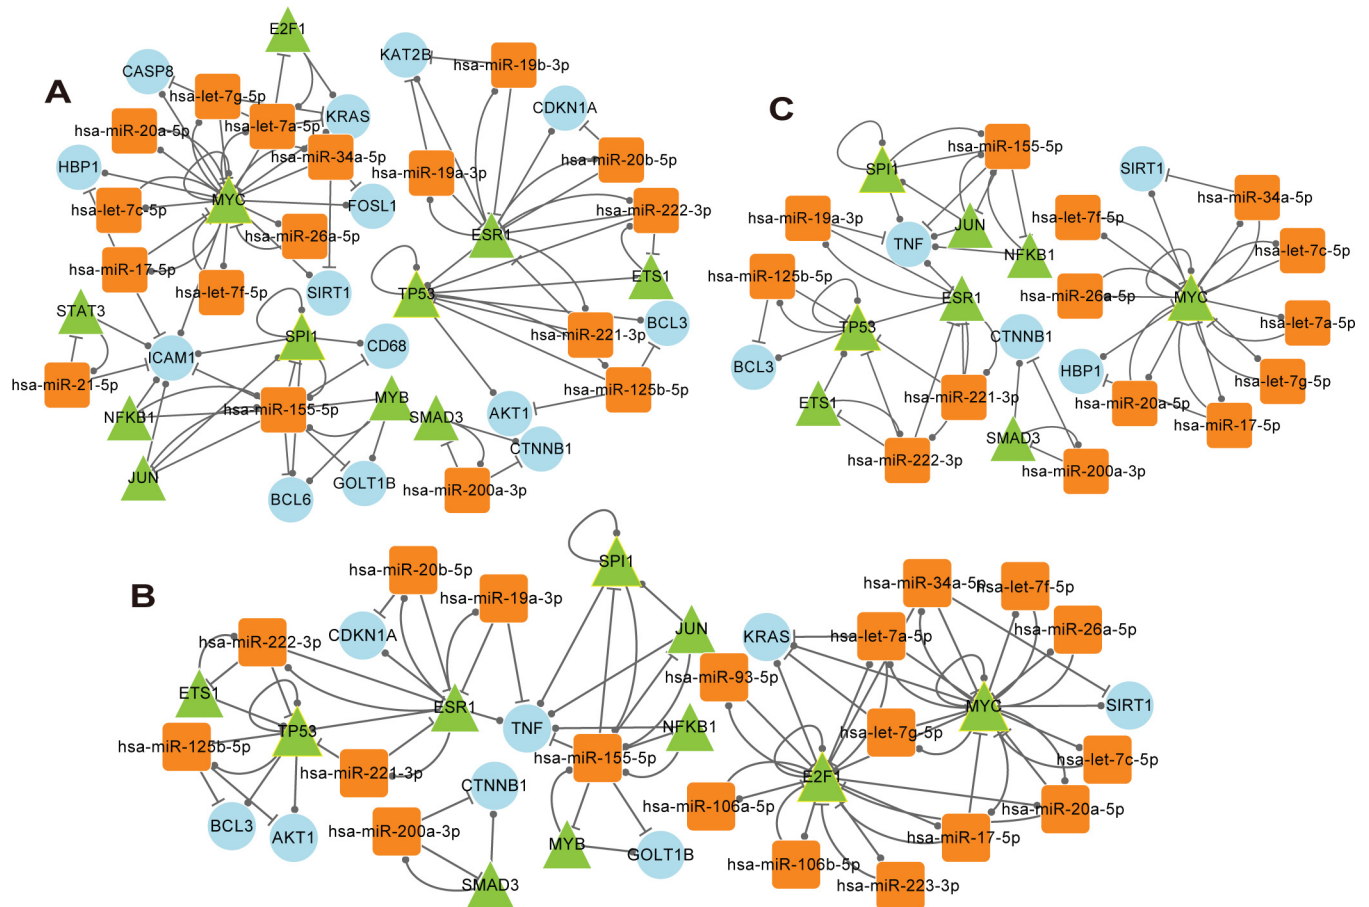 A
E2F1
CASP8
hsa-let-7g-5p
hsa-miR-20a-5p
hsa-let-7a-5p
KRAS
hsa-miR-34a-5p
HBP1
MYC
FOSL1
hsa-let-7c-5p
hsa-miR-26a-5p
hsa-miR-17-5p
hsa-let-7f-5p
SIRT1
STAT3
SPI1
ICAM1
CD68
hsa-miR-21-5p
NFKB1
hsa-miR-155-5p
MYB
JUN
BCL6
GOLT1B
SMAD3
CTNNB1
hsa-miR-200a-3p
KAT2B
hsa-miR-19b-3p
CDKN1A
hsa-miR-20b-5p
hsa-miR-19a-3p
hsa-miR-222-3p
ESR1
ETS1
TP53
hsa-miR-221-3p
BCL3
hsa-miR-125b-5p
AKT1
C
hsa-miR-155-5p
SPI1
hsa-miR-19a-3p
JUN
TNF
NFKB1
hsa-miR-125b-5p
ESR1
TP53
CTNNB1
BCL3
ETS1
hsa-miR-221-3p
SMAD3
hsa-miR-222-3p
hsa-miR-200a-3p
SIRT1
hsa-miR-34a-5p
hsa-let-7f-5p
hsa-let-7c-5p
hsa-miR-26a-5p
MYC
hsa-let-7a-5p
HBP1
hsa-let-7g-5p
hsa-miR-20a-5p
hsa-miR-17-5p
B
hsa-miR-20b-5p
hsa-miR-19a-3p
CDKN1A
hsa-miR-222-3p
ETS1
ESR1
TP53
TNF
hsa-miR-125b-5p
hsa-miR-221-3p
CTNNB1
BCL3
AKT1
hsa-miR-200a-3p
SMAD3
SPI1
JUN
hsa-miR-93-5p
NFKB1
hsa-miR-155-5p
MYB
GOLT1B
hsa-miR-34a-5p
hsa-let-7f-5p
KRAS
hsa-let-7a-5p
hsa-miR-26a-5p
MYC
SIRT1
hsa-let-7g-5p
hsa-let-7c-5p
E2F1
hsa-miR-106a-5p
hsa-miR-20a-5p
hsa-miR-17-5p
hsa-miR-106b-5p
hsa-miR-223-3p